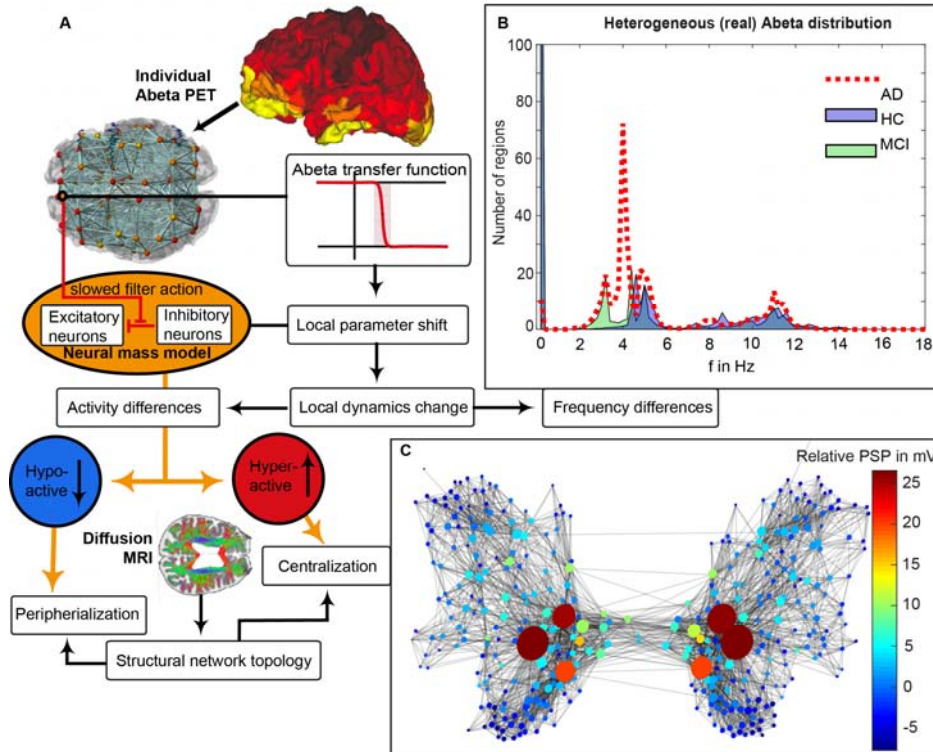 A
Individual
Abeta PET
Abeta transfer function
slowed filter action
Excitatory
neurons
Inhibitory
neurons
Neural mass model
Local parameter shift
Activity differences
Local dynamics change
Frequency differences
Hypo-
active
Hyper-
active
Diffusion
MRI
Centralization
Peripherialization
Structural network topology
B
Heterogeneous (real) Abeta distribution
100
80
60
40
20
0
Number of regions
AD
HC
MCI
0 2 4 6 8 10 12 14 16 18
f in Hz
C
Relative PSP in mV
25
20
15
10
5
0
-5